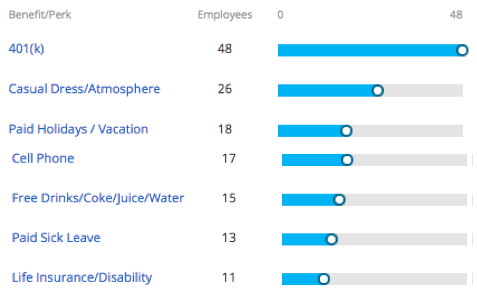 Benefit/Perk Employees 0 48
401(k) 48
Casual Dress/Atmosphere 26
Paid Holidays / Vacation 18
Cell Phone 17
Free Drinks/Coke/Juice/Water 15
Paid Sick Leave 13
Life Insurance/Disability 11